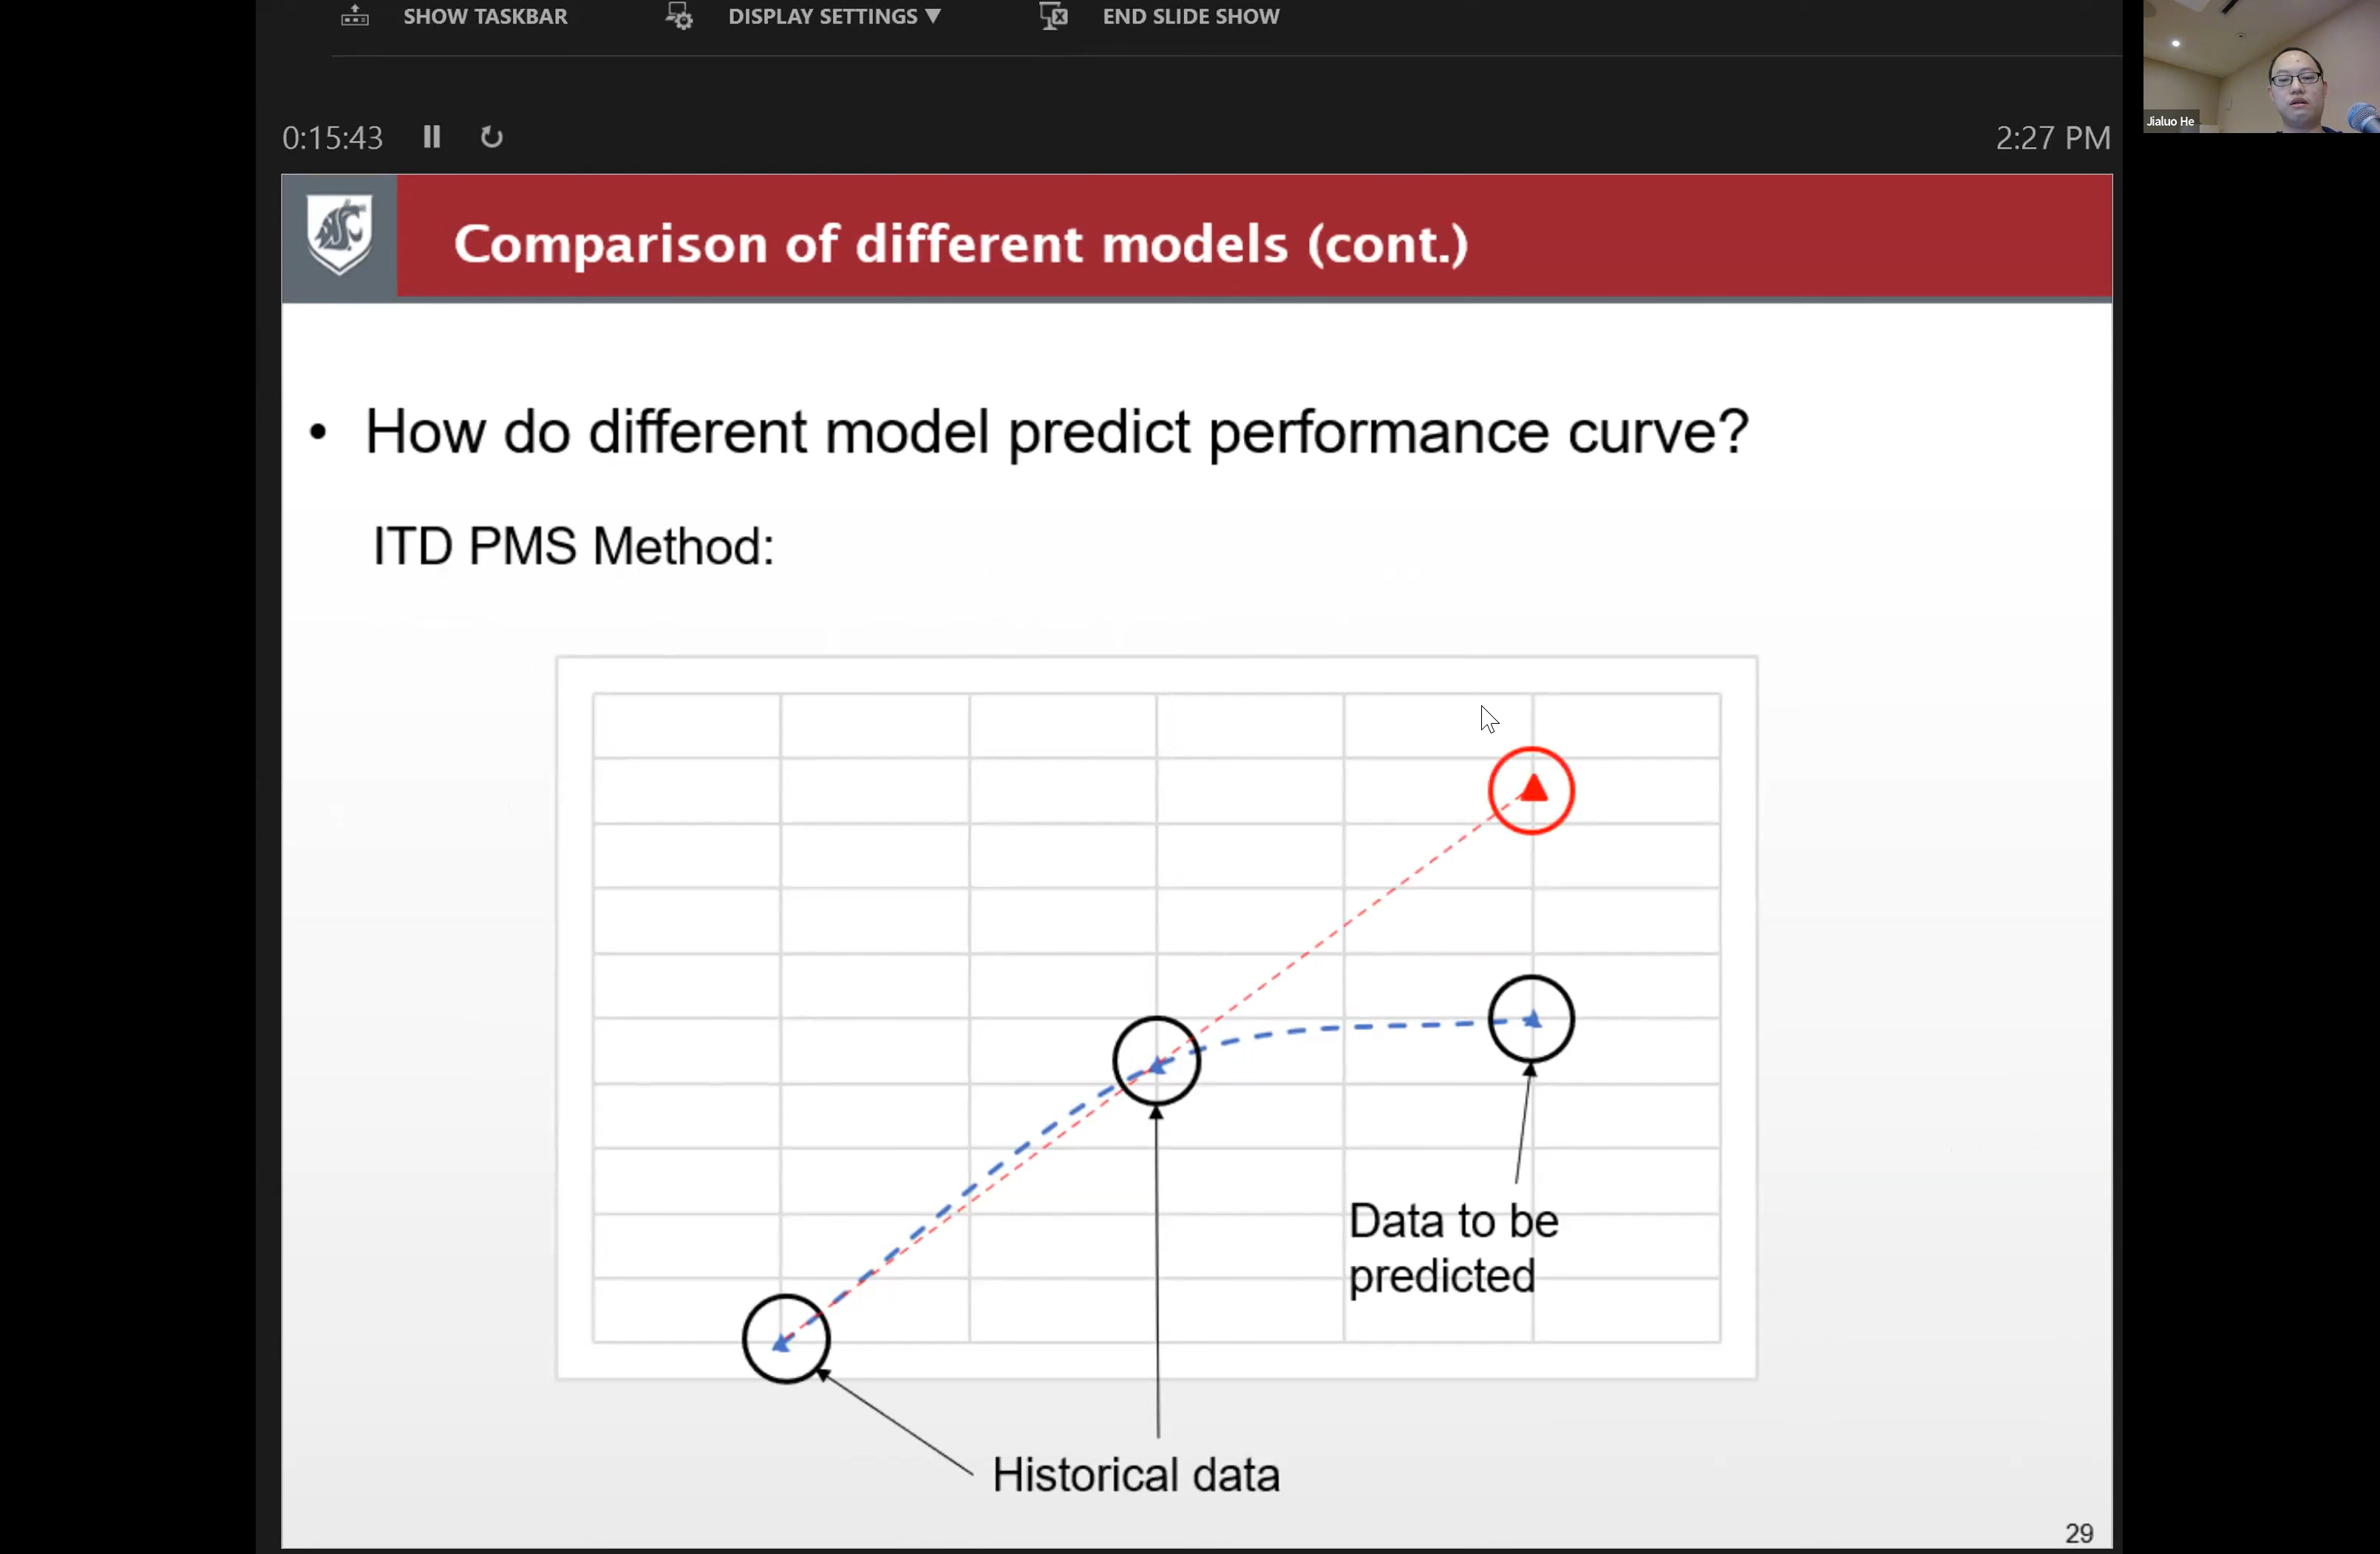 SHOW TASKBAR DISPLAY SETTINGS ▼ END SLIDE SHOW
Jialuo He
0:15:43 2:27 PM
Comparison of different models (cont.)
• How do different model predict performance curve?
ITD PMS Method:
Data to be
predicted
Historical data
29